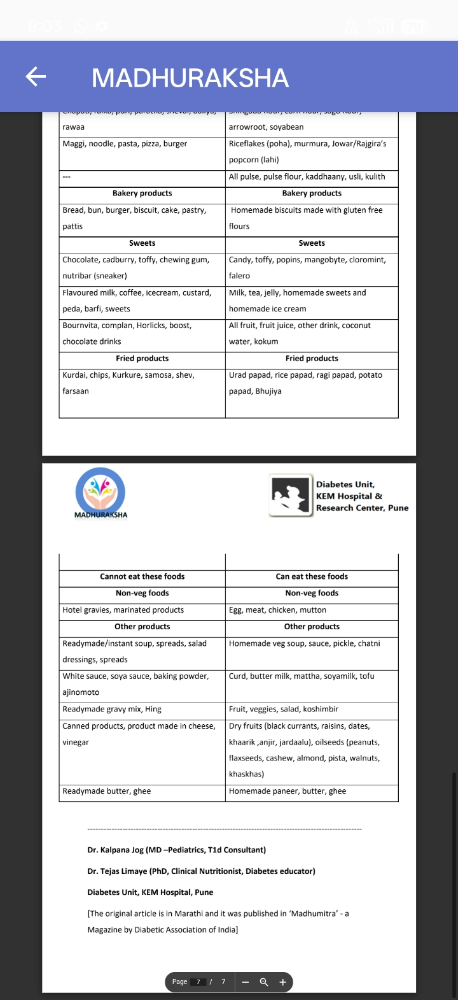 9:03
78
MADHURAKSHA
rawaa
arrowroot, soyabean
Maggi, noodle, pasta, pizza, burger
Riceflakes (poha), murmura, Jowar/Rajgira’s
popcorn (lahi)
---
All pulse, pulse flour, kaddhaany, usli, kulith
Bakery products
Bakery products
Bread, bun, burger, biscuit, cake, pastry,
pattis
Homemade biscuits made with gluten free
flours
Sweets
Sweets
Chocolate, cadburry, toffy, chewing gum,
nutribar (sneaker)
Candy, toffy, popins, mangobyte, cloromint,
falero
Flavoured milk, coffee, icecream, custard,
peda, barfi, sweets
Milk, tea, jelly, homemade sweets and
homemade ice cream
Bournvita, complan, Horlicks, boost,
chocolate drinks
All fruit, fruit juice, other drink, coconut
water, kokum
Fried products
Fried products
Kurdai, chips, Kurkure, samosa, shev,
farsaan
Urad papad, rice papad, ragi papad, potato
papad, Bhujiya
MADHURAKSHA
Diabetes Unit,
KEM Hospital &
Research Center, Pune
Cannot eat these foods
Can eat these foods
Non-veg foods
Non-veg foods
Hotel gravies, marinated products
Egg, meat, chicken, mutton
Other products
Other products
Readymade/instant soup, spreads, salad
dressings, spreads
Homemade veg soup, sauce, pickle, chatni
White sauce, soya sauce, baking powder,
ajinomoto
Curd, butter milk, mattha, soyamilk, tofu
Readymade gravy mix, Hing
Fruit, veggies, salad, koshimbir
Canned products, product made in cheese,
vinegar
Dry fruits (black currants, raisins, dates,
khaarik ,anjir, jardaalu), oilseeds (peanuts,
flaxseeds, cashew, almond, pista, walnuts,
khaskhas)
Readymade butter, ghee
Homemade paneer, butter, ghee
Dr. Kalpana Jog (MD –Pediatrics, T1d Consultant)
Dr. Tejas Limaye (PhD, Clinical Nutritionist, Diabetes educator)
Diabetes Unit, KEM Hospital, Pune
[The original article is in Marathi and it was published in ‘Madhumitra’ - a
Magazine by Diabetic Association of India]
Page 7 / 7